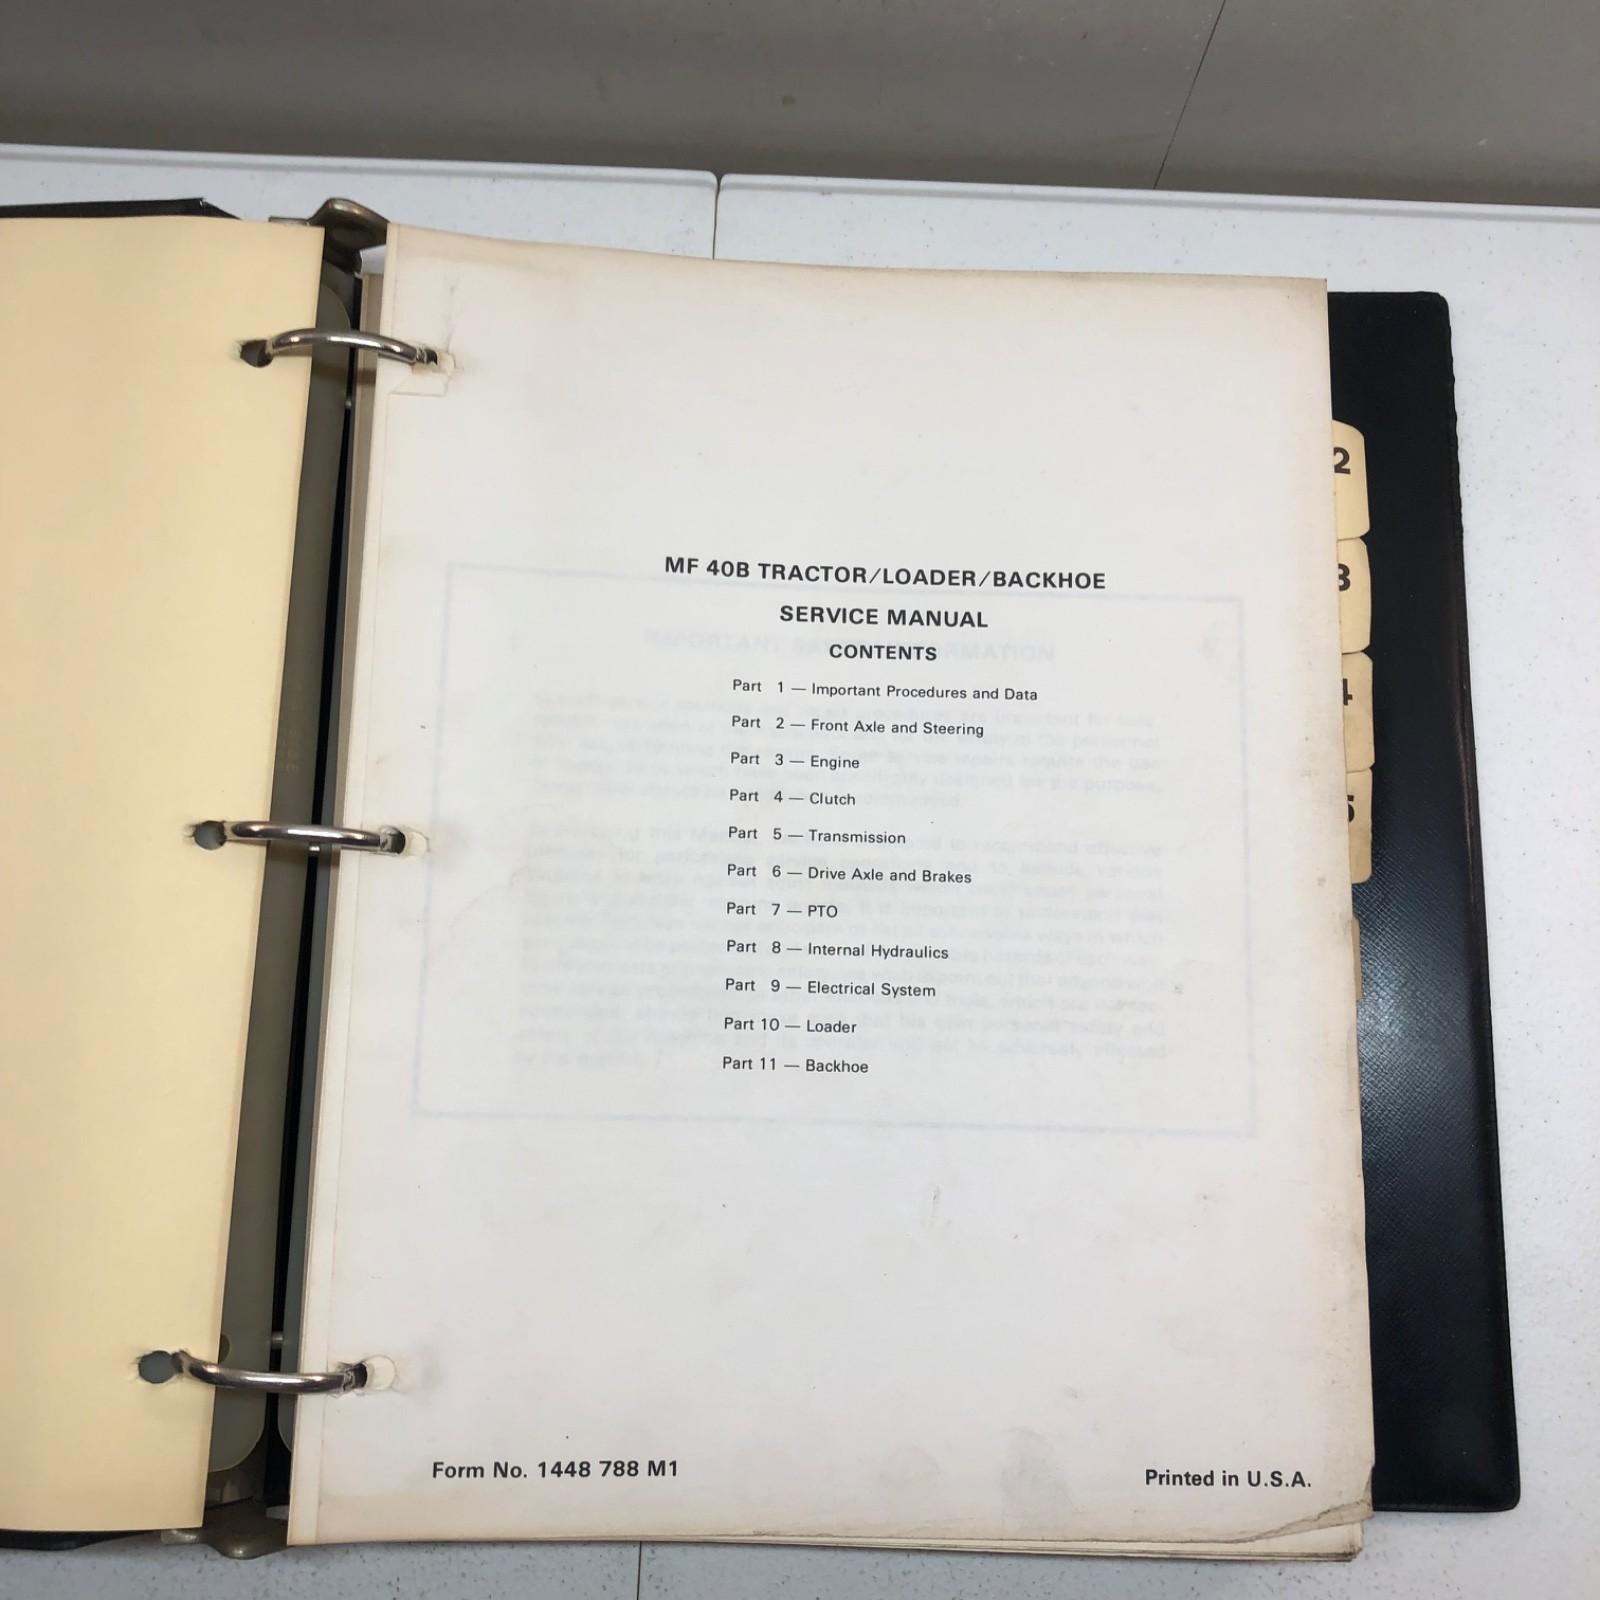 MF 40B TRACTOR/LOADER/BACKHOE
SERVICE MANUAL
CONTENTS
Part 1 — Important Procedures and Data
Part 2 — Front Axle and Steering
Part 3 — Engine
Part 4 — Clutch
Part 5 — Transmission
Part 6 — Drive Axle and Brakes
Part 7 — PTO
Part 8 — Internal Hydraulics
Part 9 — Electrical System
Part 10 — Loader
Part 11 — Backhoe
Form No. 1448 788 M1
Printed in U.S.A.
2
3
4
5